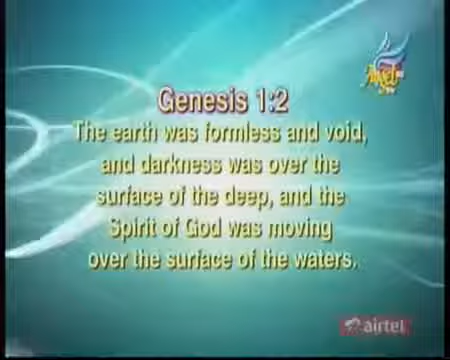 Angel
Genesis 1:2
The earth was formless and void,
and darkness was over the
surface of the deep, and the
Spirit of God was moving
over the surface of the waters.
airtel